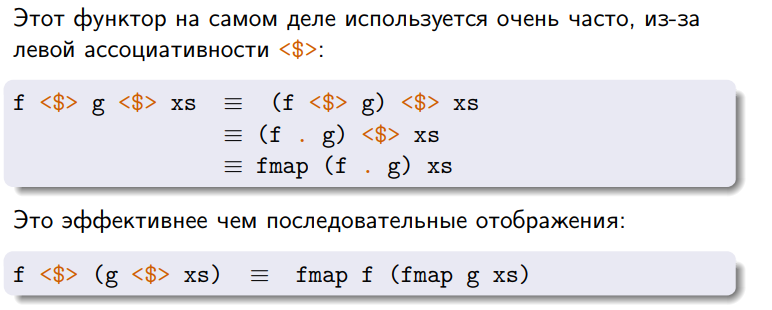 Этот функтор на самом деле используется очень часто, из-за
левой ассоциативности <$>:
f <$> g <$> xs ≡ (f <$> g) <$> xs
≡ (f . g) <$> xs
≡ fmap (f . g) xs
Это эффективнее чем последовательные отображения:
f <$> (g <$> xs) ≡ fmap f (fmap g xs)